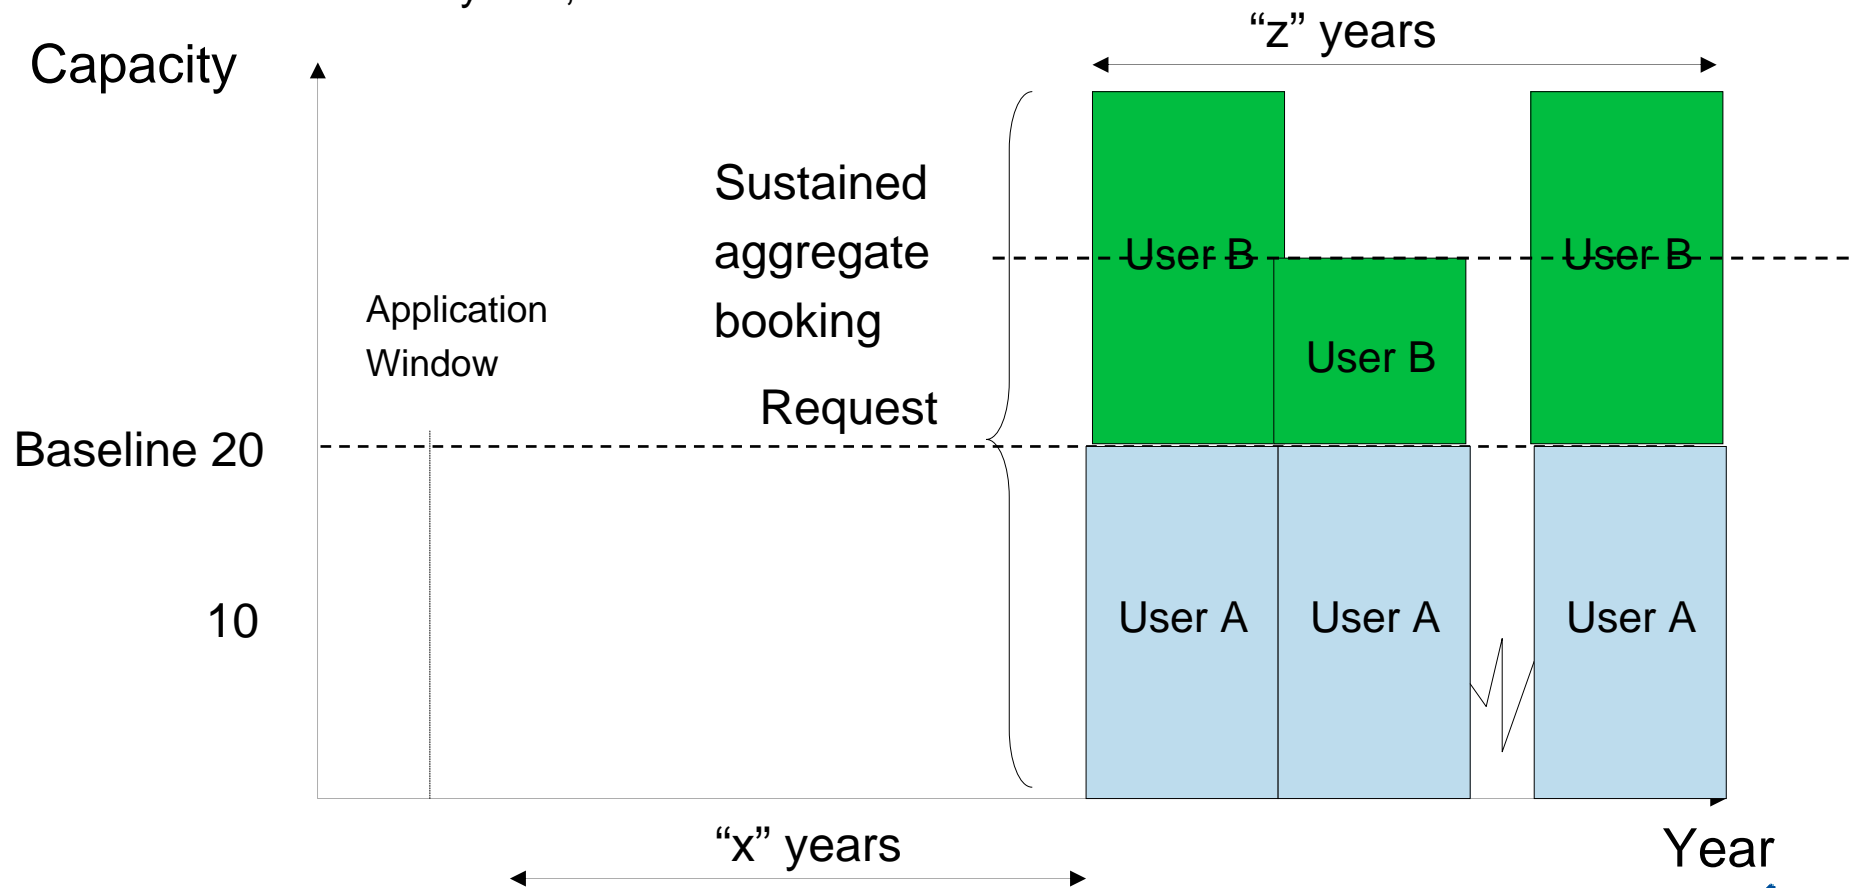 “z” years
Capacity
Sustained
aggregate
booking
Request
Application
Window
User B
User B
User B
Baseline 20
10
User A
User A
User A
“x” years
Year